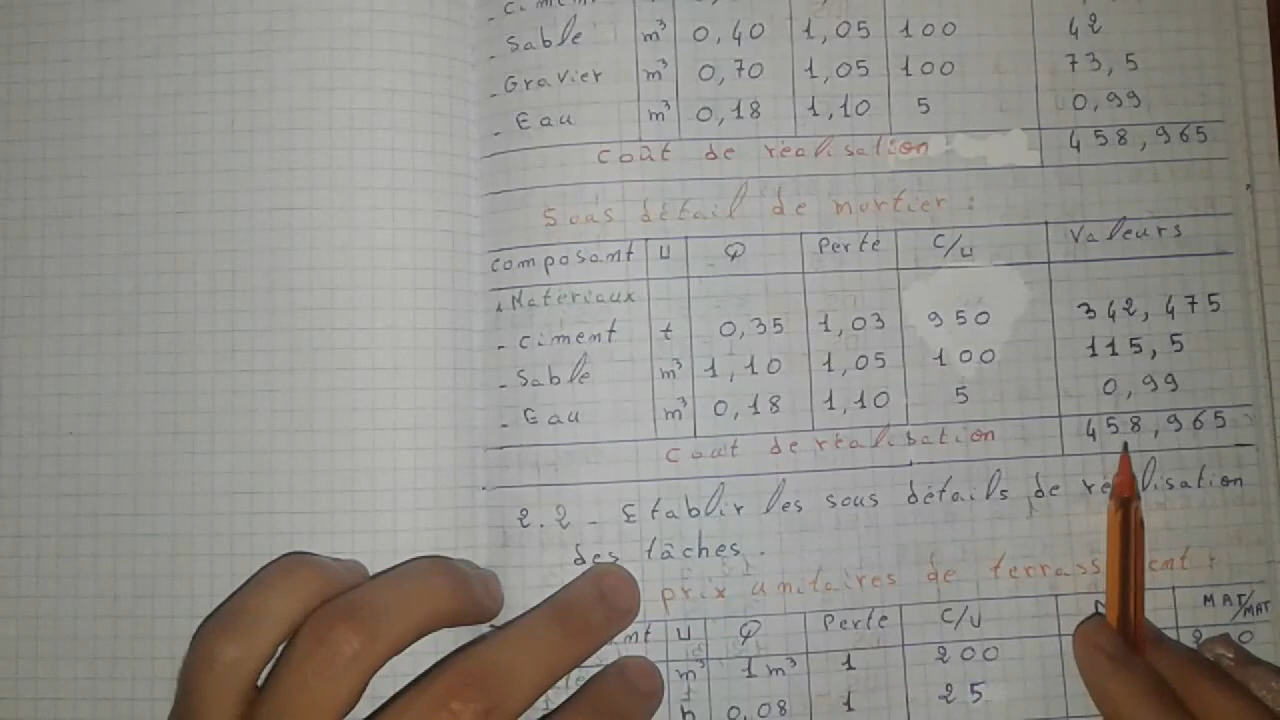 - Ciment
- Sable m³ 0,40 1,05 100 42
- Gravier m³ 0,70 1,05 100 73,5
- Eau m³ 0,18 1,10 5 0,99
Coût de réalisation 458,965
Sous détail de mortier :
Composant U Q Perte C/U Valeurs
Materiaux
- Ciment t 0,35 1,03 950 342,475
- Sable m³ 1,10 1,05 100 115,5
- Eau m³ 0,18 1,10 5 0,99
Cout de réalisation 458,965
2.2 - Etablir les sous détails de réalisation
des tâches.
prix unitaires de
U Q Perte C/U MAT/MAT
m³ 1m³ 1 200
h 0,08 1 25